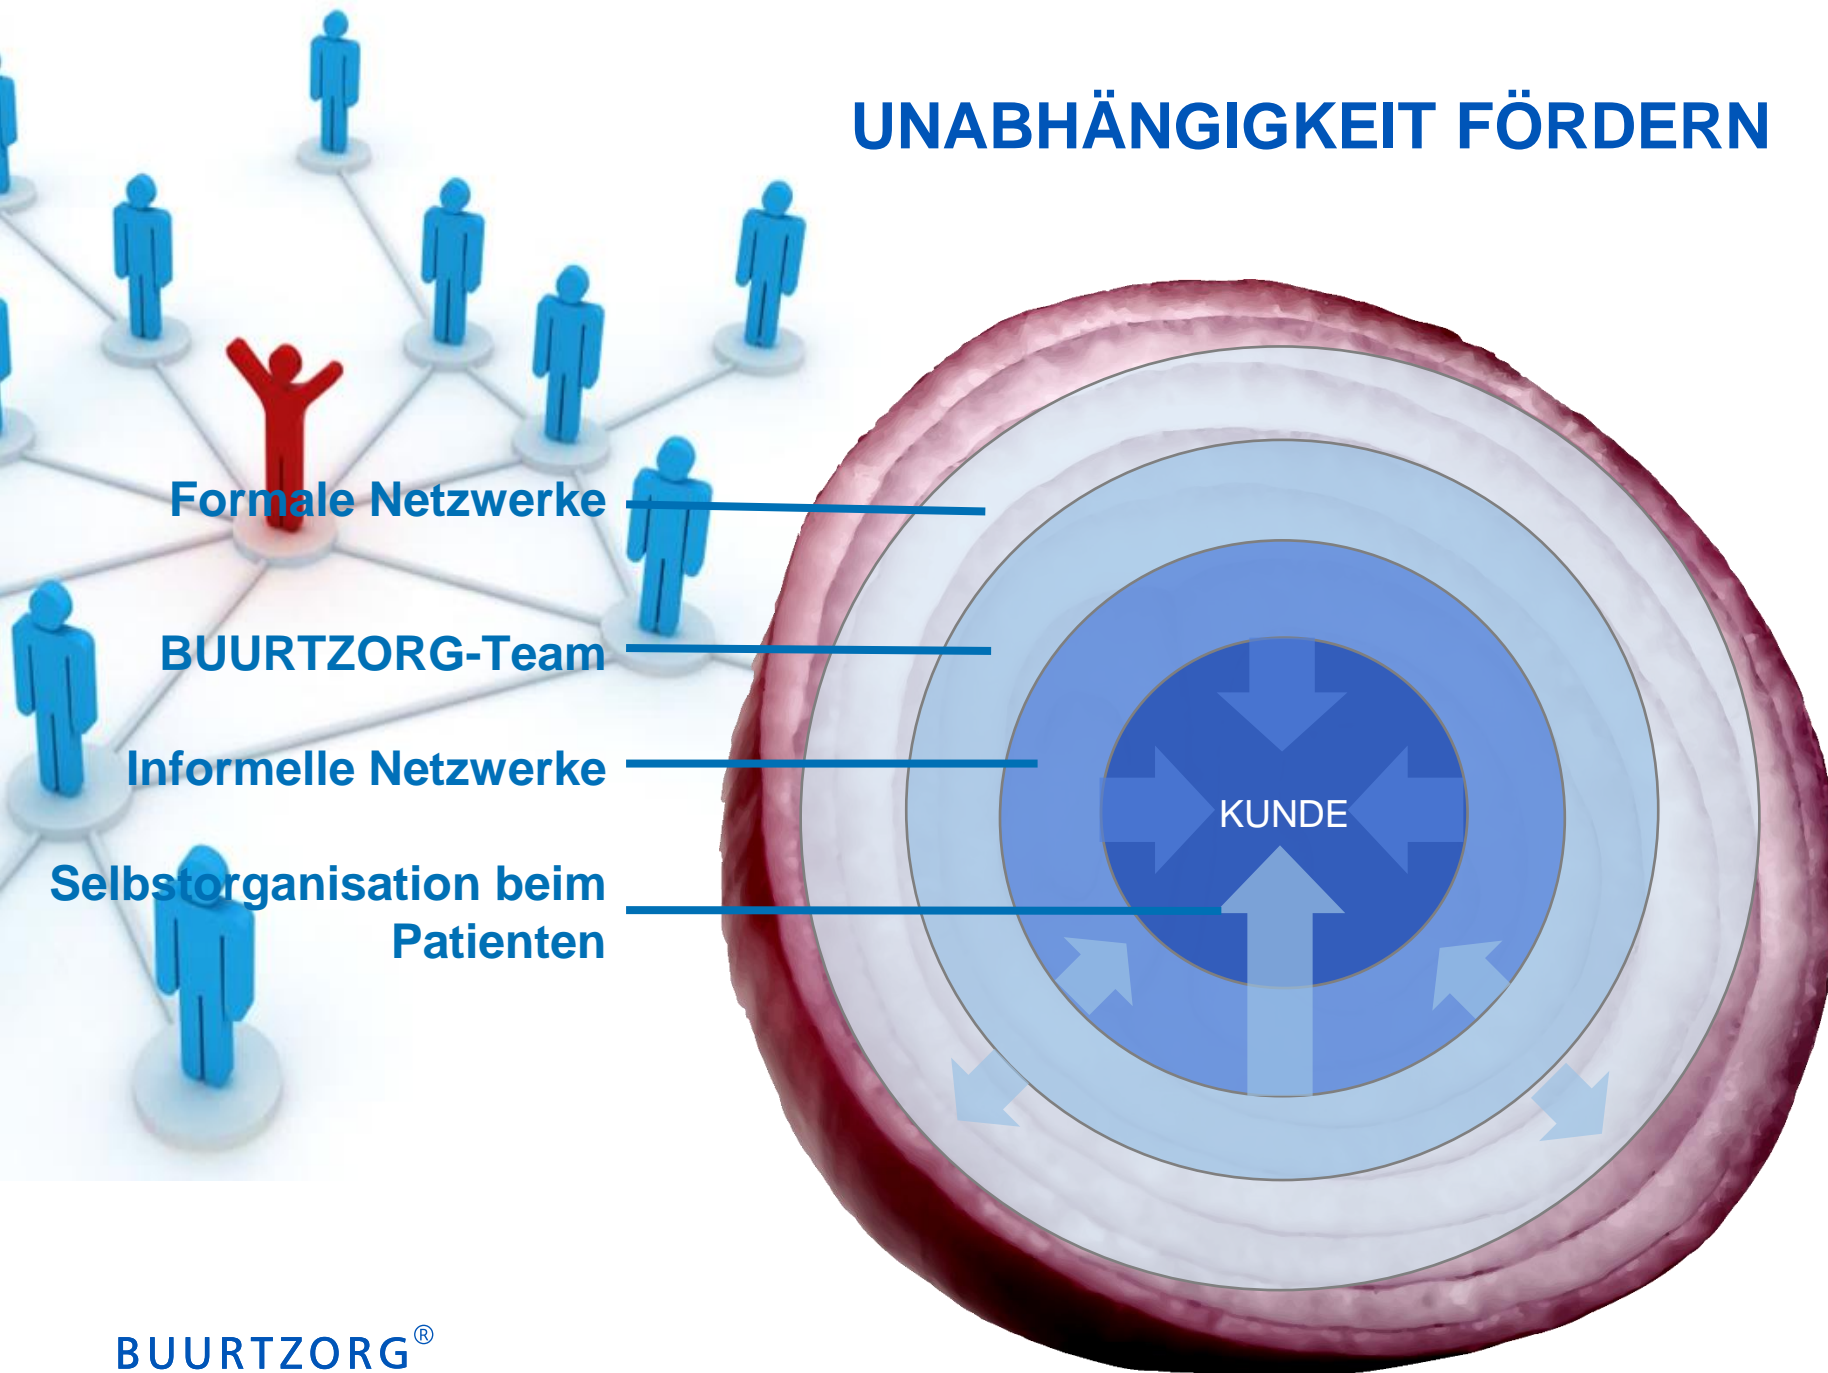 UNABHÄNGIGKEIT FÖRDERN
Formale Netzwerke
BUURTZORG-Team
Informelle Netzwerke
KUNDE
Selbstorganisation beim
Patienten
BUURTZORG®